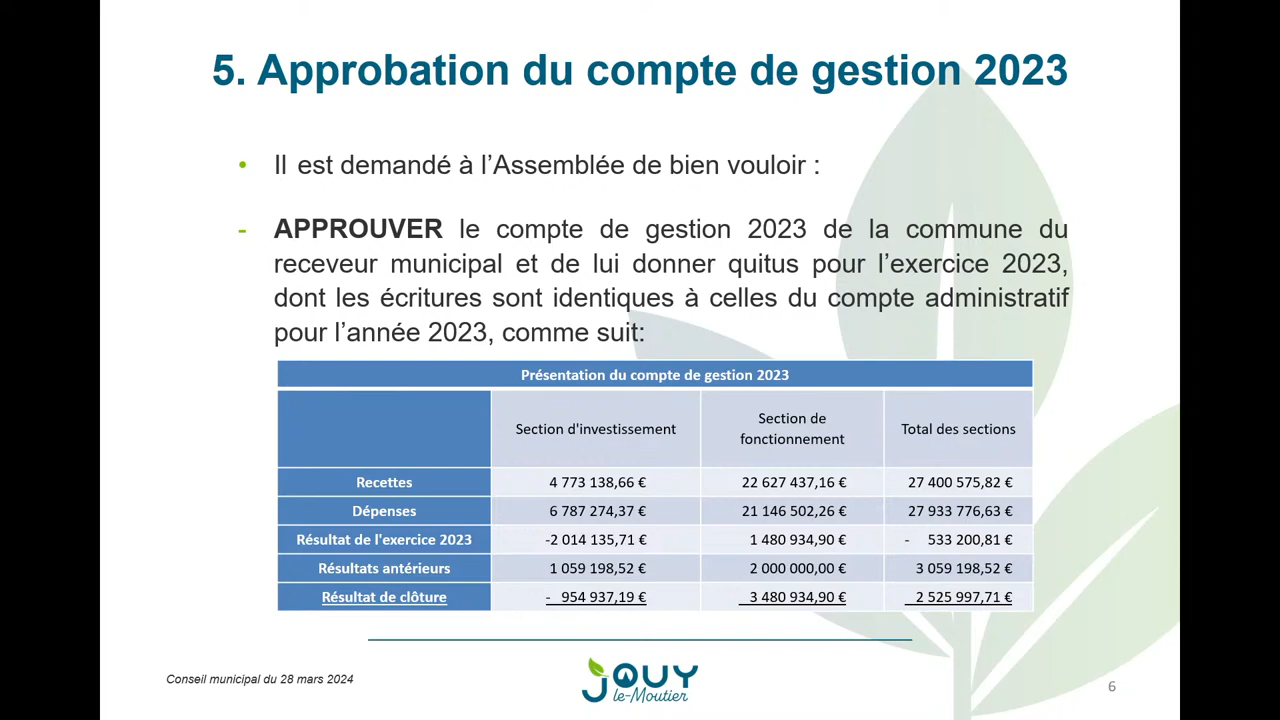 5. Approbation du compte de gestion 2023
• Il est demandé à l’Assemblée de bien vouloir :
- APPROUVER le compte de gestion 2023 de la commune du
receveur municipal et de lui donner quitus pour l’exercice 2023,
dont les écritures sont identiques à celles du compte administratif
pour l’année 2023, comme suit:
Présentation du compte de gestion 2023
Section d'investissement
Section de
fonctionnement
Total des sections
Recettes 4 773 138,66 € 22 627 437,16 € 27 400 575,82 €
Dépenses 6 787 274,37 € 21 146 502,26 € 27 933 776,63 €
Résultat de l'exercice 2023 -2 014 135,71 € 1 480 934,90 € - 533 200,81 €
Résultats antérieurs 1 059 198,52 € 2 000 000,00 € 3 059 198,52 €
Résultat de clôture - 954 937,19 € 3 480 934,90 € 2 525 997,71 €
Conseil municipal du 28 mars 2024
JOUY
le-Moutier
6